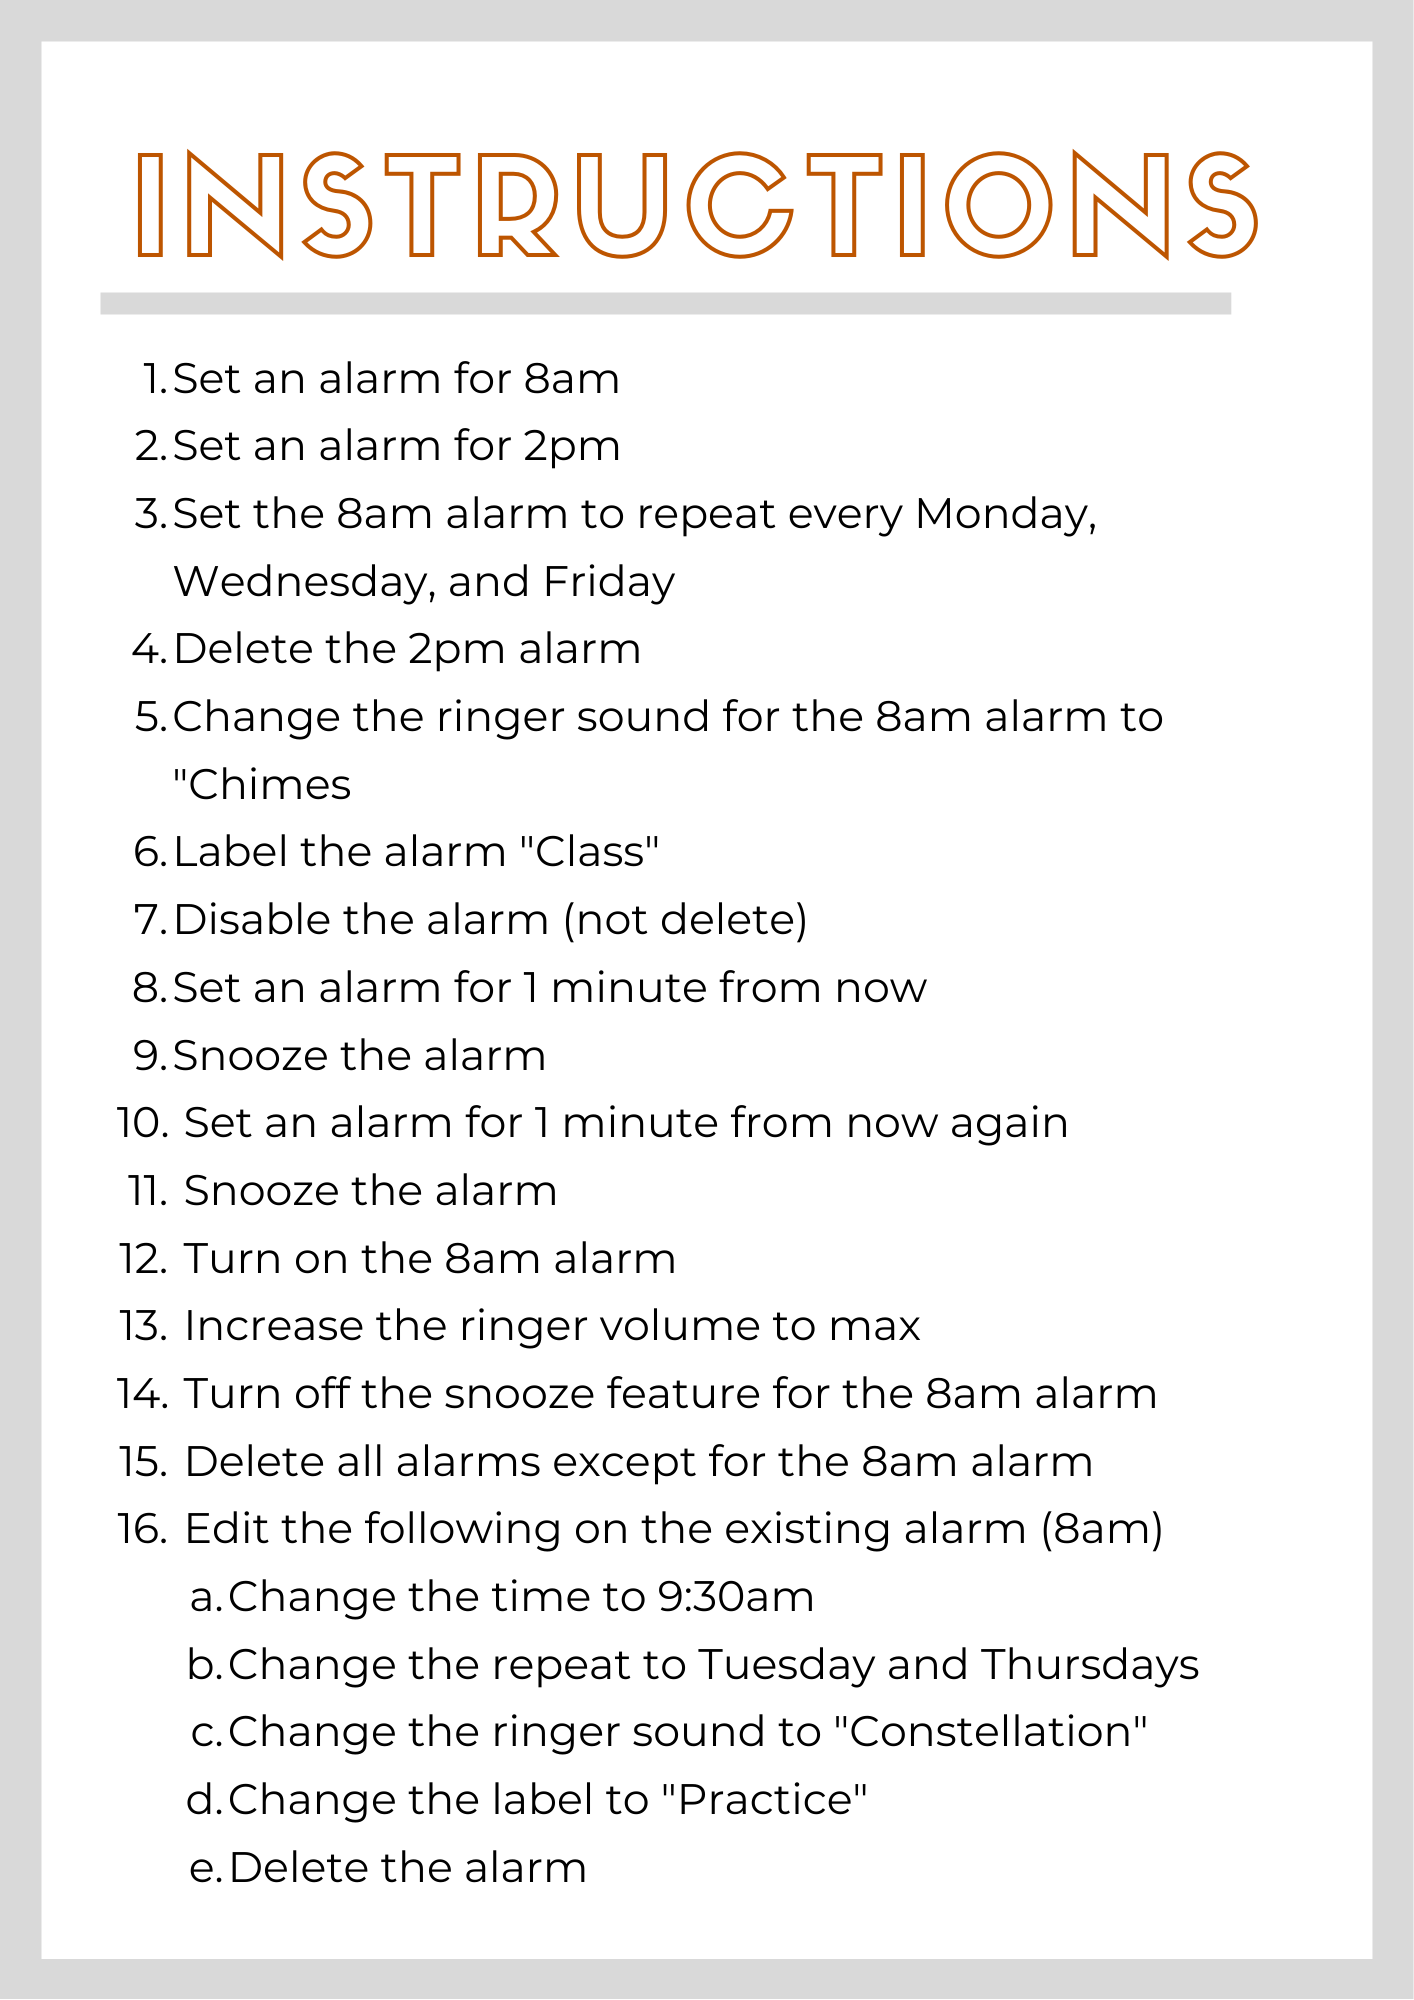 INSTRUCTIONS
1. Set an alarm for 8am
2. Set an alarm for 2pm
3. Set the 8am alarm to repeat every Monday,
Wednesday, and Friday
4. Delete the 2pm alarm
5. Change the ringer sound for the 8am alarm to
"Chimes
6. Label the alarm "Class"
7. Disable the alarm (not delete)
8. Set an alarm for 1 minute from now
9. Snooze the alarm
10. Set an alarm for 1 minute from now again
11. Snooze the alarm
12. Turn on the 8am alarm
13. Increase the ringer volume to max
14. Turn off the snooze feature for the 8am alarm
15. Delete all alarms except for the 8am alarm
16. Edit the following on the existing alarm (8am)
a. Change the time to 9:30am
b. Change the repeat to Tuesday and Thursdays
c. Change the ringer sound to "Constellation"
d. Change the label to "Practice"
e. Delete the alarm